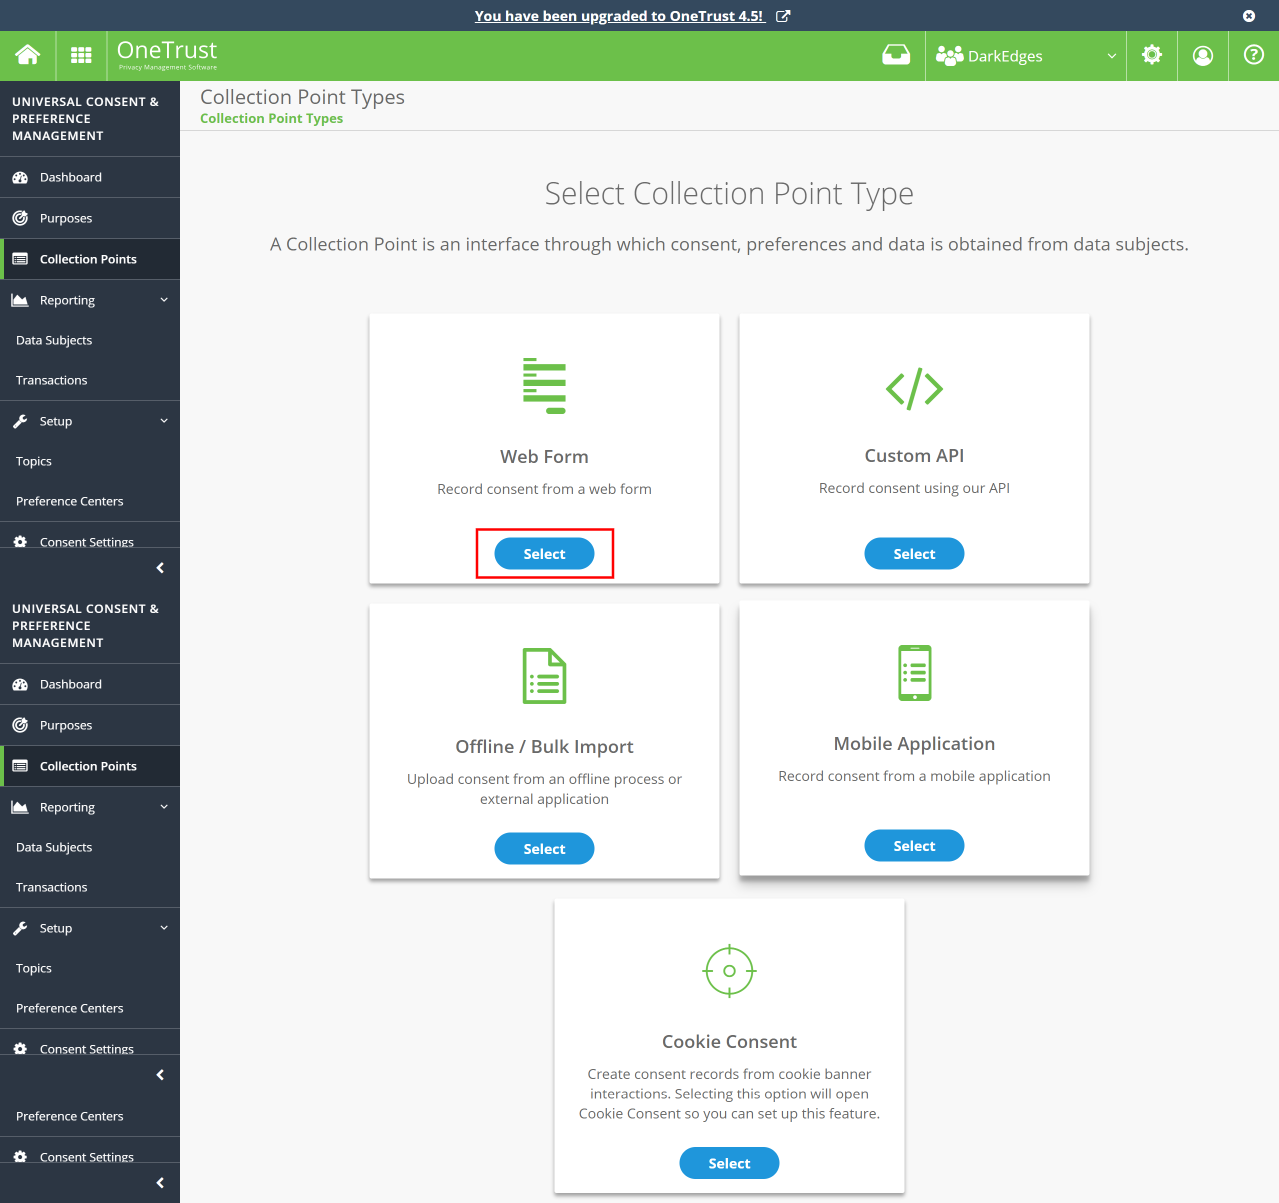 You have been upgraded to OneTrust 4.5!
OneTrust
Privacy Management Software
DarkEdges
UNIVERSAL CONSENT &
PREFERENCE
MANAGEMENT
Dashboard
Purposes
Collection Points
Reporting
Data Subjects
Transactions
Setup
Topics
Preference Centers
Consent Settings
UNIVERSAL CONSENT &
PREFERENCE
MANAGEMENT
Dashboard
Purposes
Collection Points
Reporting
Data Subjects
Transactions
Setup
Topics
Preference Centers
Consent Settings
Preference Centers
Consent Settings
Collection Point Types
Collection Point Types
Select Collection Point Type
A Collection Point is an interface through which consent, preferences and data is obtained from data subjects.
Web Form
Record consent from a web form
Select
Custom API
Record consent using our API
Select
Offline / Bulk Import
Upload consent from an offline process or
external application
Select
Mobile Application
Record consent from a mobile application
Select
Cookie Consent
Create consent records from cookie banner
interactions. Selecting this option will open
Cookie Consent so you can set up this feature.
Select